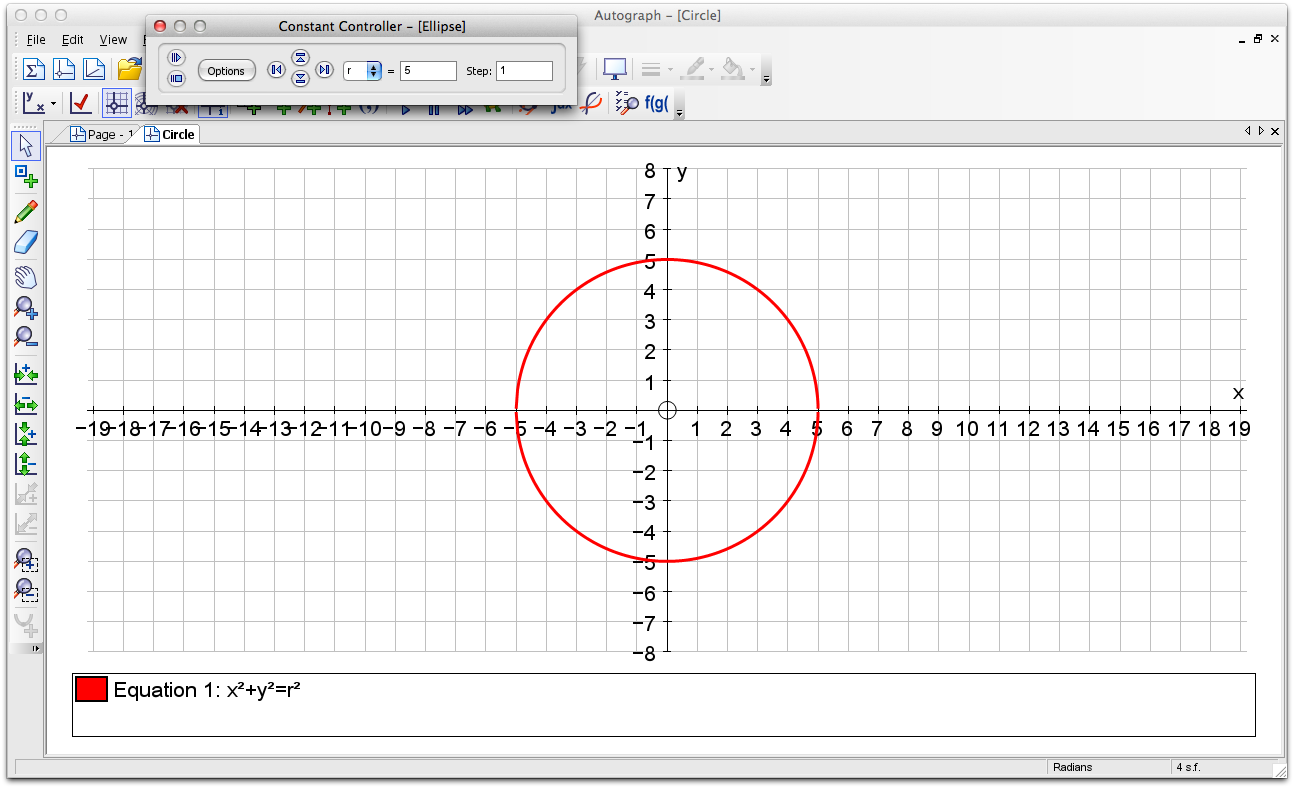 Autograph – [Circle]
Constant Controller – [Ellipse]
File Edit View
Options r = 5 Step: 1
f(g(
Page - 1 Circle
8 y
7
6
5
4
3
2
1
x
−19 −18 −17 −16 −15 −14 −13 −12 −11 −10 −9 −8 −7 −6 −5 −4 −3 −2 −1 1 2 3 4 5 6 7 8 9 10 11 12 13 14 15 16 17 18 19
−1
−2
−3
−4
−5
−6
−7
−8
Equation 1: x²+y²=r²
Radians 4 s.f.